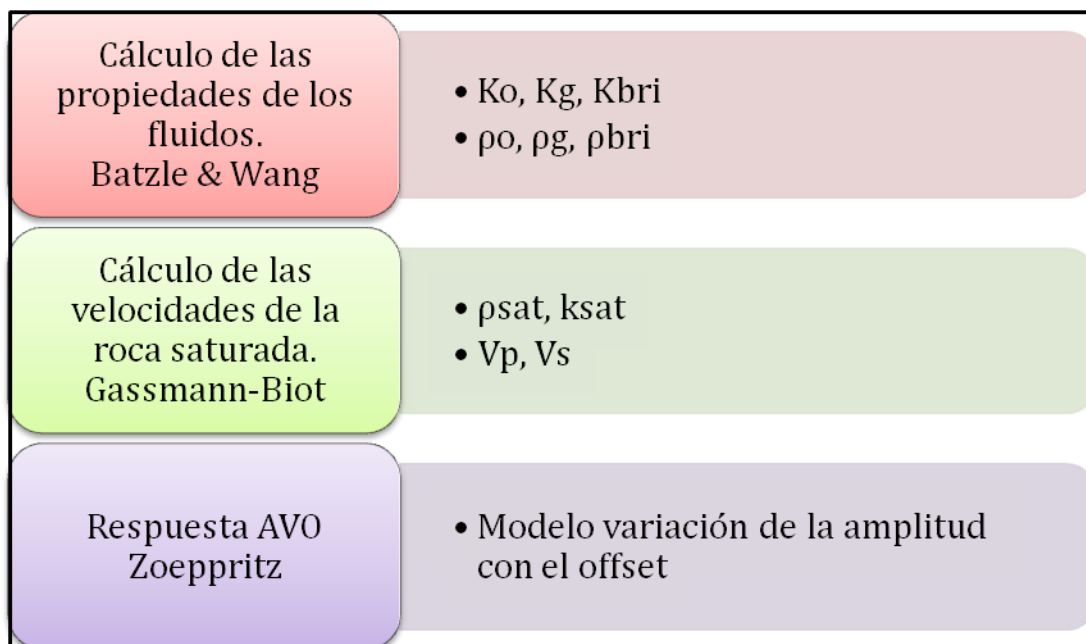 Cálculo de las
propiedades de los
fluidos.
Batzle & Wang
• Ko, Kg, Kbri
• ρo, ρg, ρbri
Cálculo de las
velocidades de la
roca saturada.
Gassmann-Biot
• ρsat, ksat
• Vp, Vs
Respuesta AVO
Zoeppritz
• Modelo variación de la amplitud
con el offset